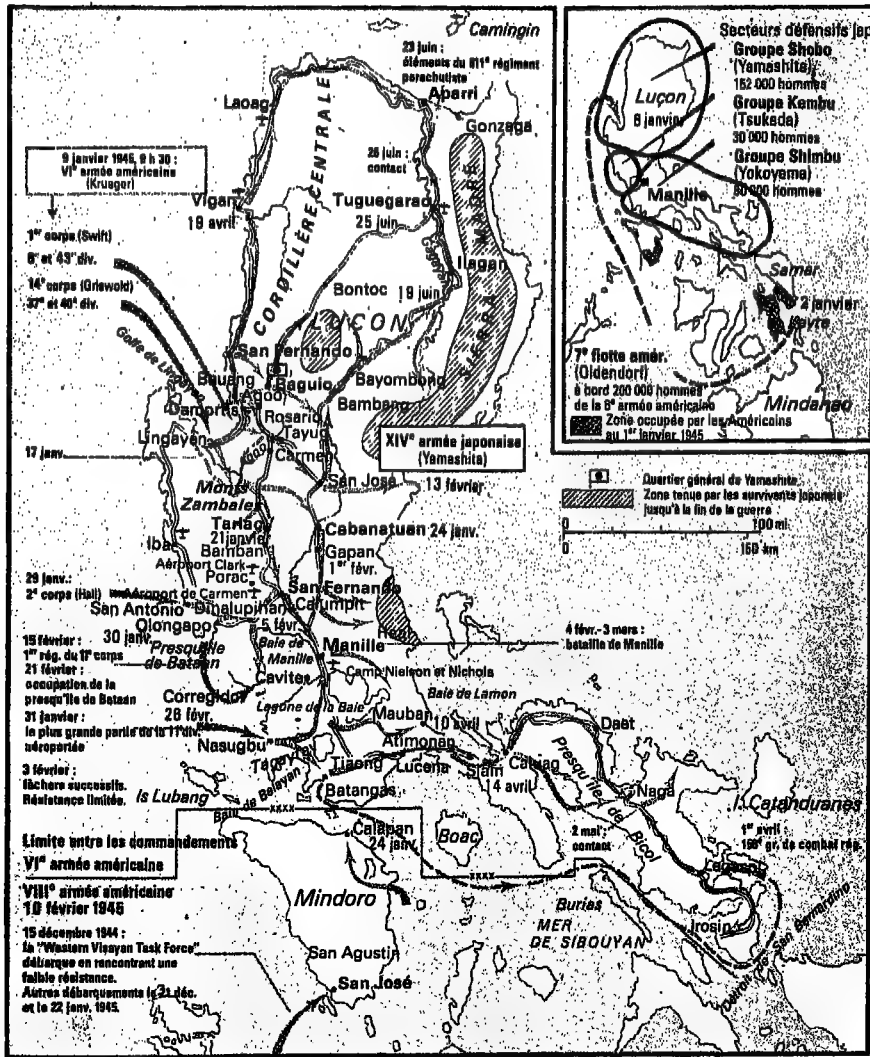 Camingin
23 juin :
éléments du 511e régiment
parachutiste
Aparri
Laoag
Gonzaga
9 janvier 1945, 9 h 30 :
VIe armée américaine
(Krueger)
26 juin :
contact
CORDILLÈRE CENTRALE
Vigan
19 avril
Tuguegarao
25 juin
SIERRA MADRE
Ilagan
1er corps (Swift)
6e et 43e div.
14e corps (Griswold)
37e et 40e div.
Golfe de
Bontoc
19 juin
LUÇON
San Fernando
Bauang
Baguio
Agoo
Bayombong
Bambang
Damortis
Rosario
Tayug
Lingayen
Carmen
XIVe armée japonaise
(Yamashita)
17 janv.
San José
13 février
Monts
Zambales
Tarlac
21 janvier
Cabanatuan 24 janv.
Iba
Bamban
Gapan
1er févr.
Aéroport Clark
Porac
29 janv.:
2e corps (Hall)
Aéroport de Carmen
San Fernando
San Antonio
Dinalupihan
Calumpit
Olongapo
5 févr.
30 janv.
Presqu'île
de Bataan
Baie de
Manille
Manille
4 févr.- 3 mars :
bataille de Manille
15 février :
1er rég. du 11e corps
21 février :
occupation de la
presqu'île de Bataan
31 janvier :
la plus grande partie de la 11e div.
aéroportée
3 février :
lâchers successifs.
Résistance limitée.
Camp Nielson et Nichols
Cavite
Corregidor
26 févr.
Lagune de la Baie
Baie de Lamon
Mauban
10 avril
Nasugbu
Atimonan
Tiaong
Lucena
Calauag
14 avril
Daet
Presqu'île de Bicol
Naga
Is Lubang
Baie de Balayan
Batangas
xxxx
Calapan
24 janv.
Boac
2 mai :
contact
I. Catanduanes
1er avril :
158e gr. de combat rég.
Legaspi
Limite entre les commandements
VIe armée américaine
xxxx
VIIIe armée américaine
10 février 1945
Mindoro
Burias
MER
DE SIBOUYAN
Irosin
Détroit de San Bernardino
15 décembre 1944 :
la "Western Visayan Task Force"
débarque en rencontrant une
faible résistance.
Autres débarquements le 21 déc.
et le 22 janv. 1945.
San Agustin
San José
Secteurs défensifs jap
Groupe Shobo
(Yamashita)
152 000 hommes
Groupe Kembu
(Tsukada)
30 000 hommes
Groupe Shimbu
(Yokoyama)
80 000 hommes
Luçon
8 janvier
Manille
Samar
2 janvier
Leyte
7e flotte amér.
(Oldendorf)
à bord 200 000 hommes
de la 6e armée américaine
Mindanao
Zone occupée par les Américains
au 1er janvier 1945
Quartier général de Yamashita
Zone tenue par les survivants japonais
jusqu'à la fin de la guerre
0
100 mi
0
150 km